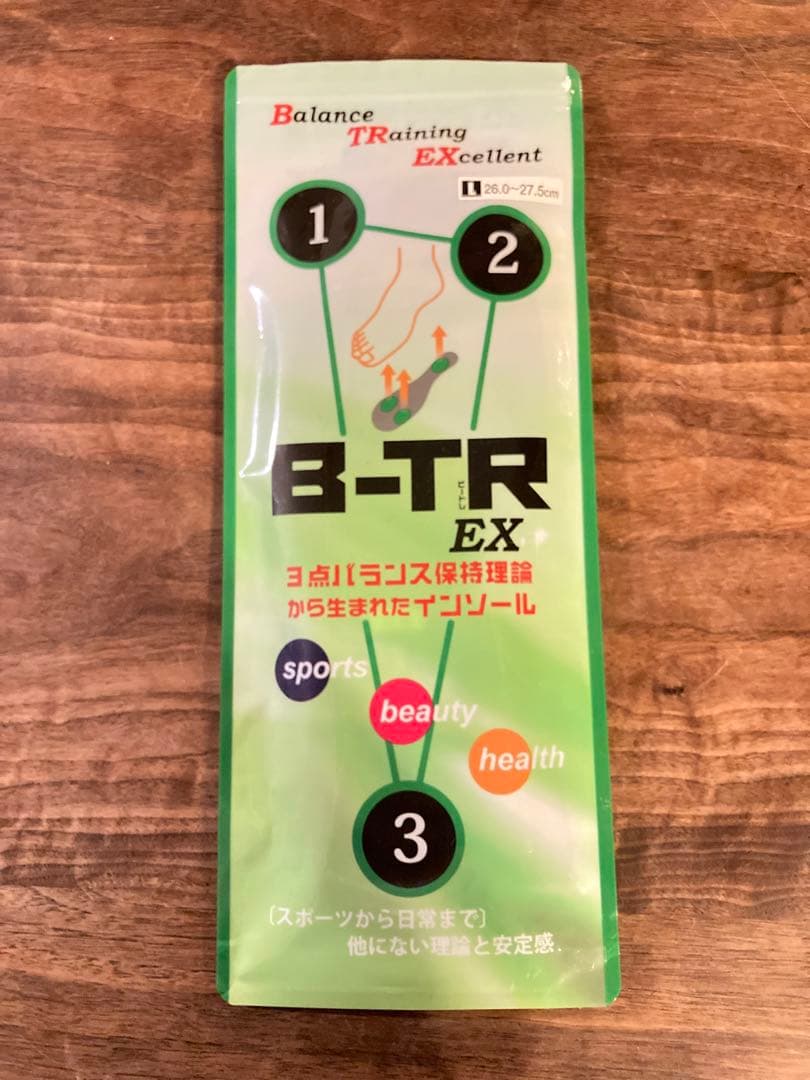 Balance
TRaining
EXcellent
L 26.0~27.5cm
1
2
B-TR
ビートレ
EX
3点バランス保持理論
から生まれたインソール
sports
beauty
health
3
〔スポーツから日常まで〕
他にない理論と安定感.